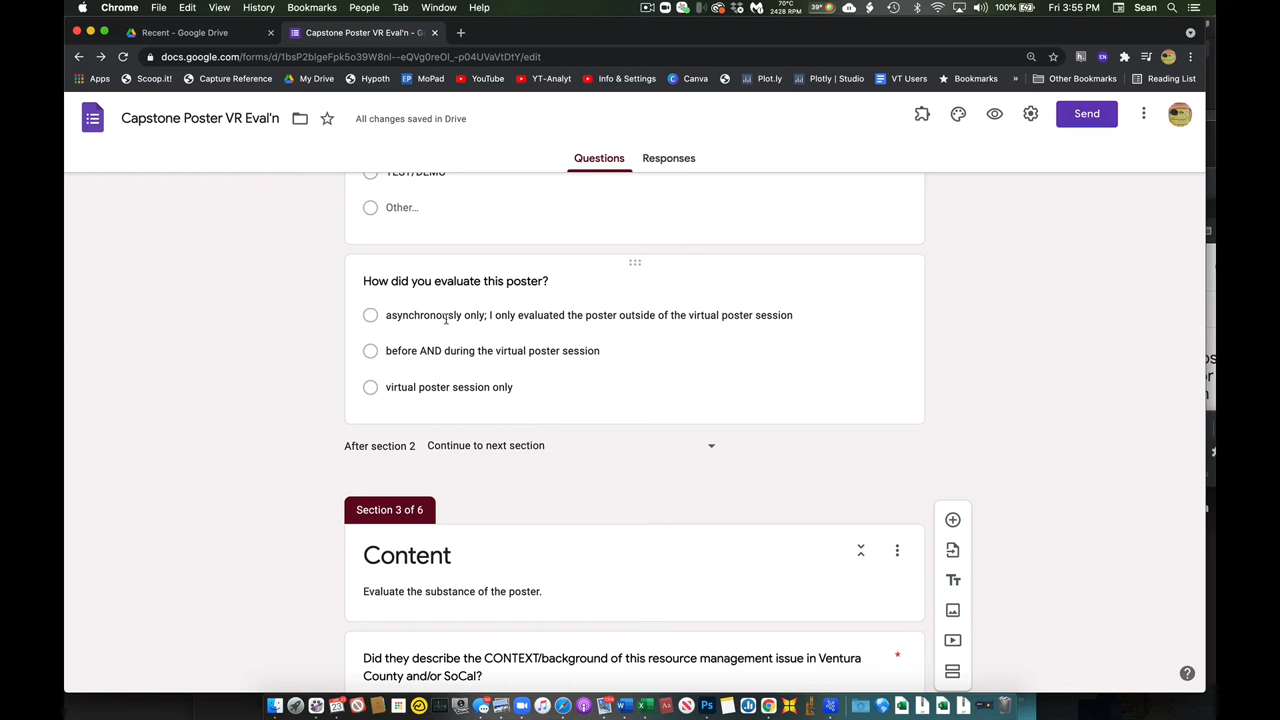 Chrome File Edit View History Bookmarks People Tab Window Help 770°C RPM 39° 100% Fri 3:55 PM Sean
Recent - Google Drive Capstone Poster VR Eval'n - G
docs.google.com/forms/d/1bsP2blgeFpk5o39W8nl--eQVg0reOl_-p04UVaVtDtY/edit
Apps Scoop.it! Capture Reference My Drive Hypoth MoPad YouTube YT-Analyt Info & Settings Canva Plot.ly Plotly | Studio VT Users Bookmarks » Other Bookmarks Reading List
Capstone Poster VR Eval'n All changes saved in Drive Send
Questions Responses
TEST/DEMO
Other...
How did you evaluate this poster?
asynchronously only; I only evaluated the poster outside of the virtual poster session
before AND during the virtual poster session
virtual poster session only
After section 2 Continue to next section
Section 3 of 6
Content
Evaluate the substance of the poster.
Did they describe the CONTEXT/background of this resource management issue in Ventura *
County and/or SoCal?